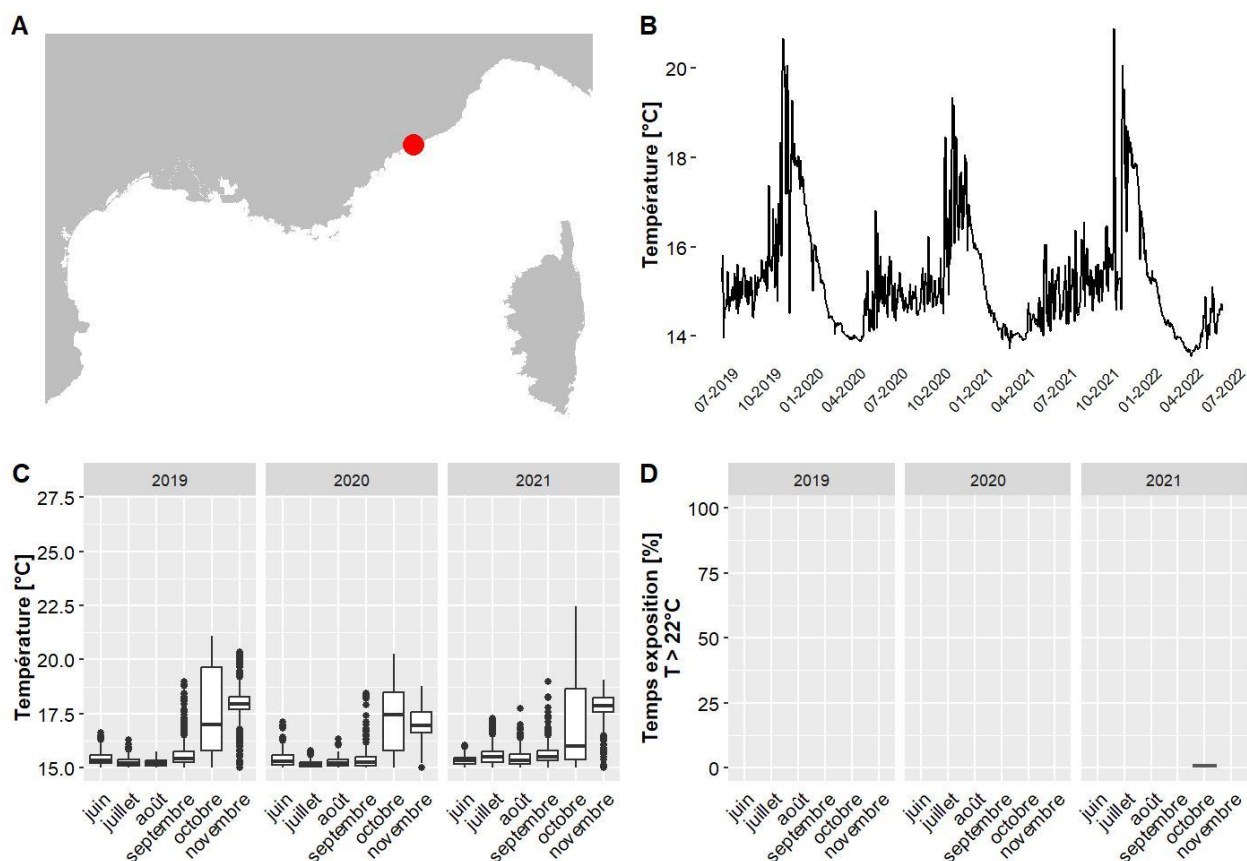 A
B
Température [°C]
20
18
16
14
07-2019
10-2019
01-2020
04-2020
07-2020
10-2020
01-2021
04-2021
07-2021
10-2021
01-2022
04-2022
07-2022
C
2019
2020
2021
Température [°C]
27.5
25.0
22.5
20.0
17.5
15.0
juin
juillet
août
septembre
octobre
novembre
juin
juillet
août
septembre
octobre
novembre
juin
juillet
août
septembre
octobre
novembre
D
2019
2020
2021
Temps exposition [%]
T > 22°C
100
75
50
25
0
juin
juillet
août
septembre
octobre
novembre
juin
juillet
août
septembre
octobre
novembre
juin
juillet
août
septembre
octobre
novembre